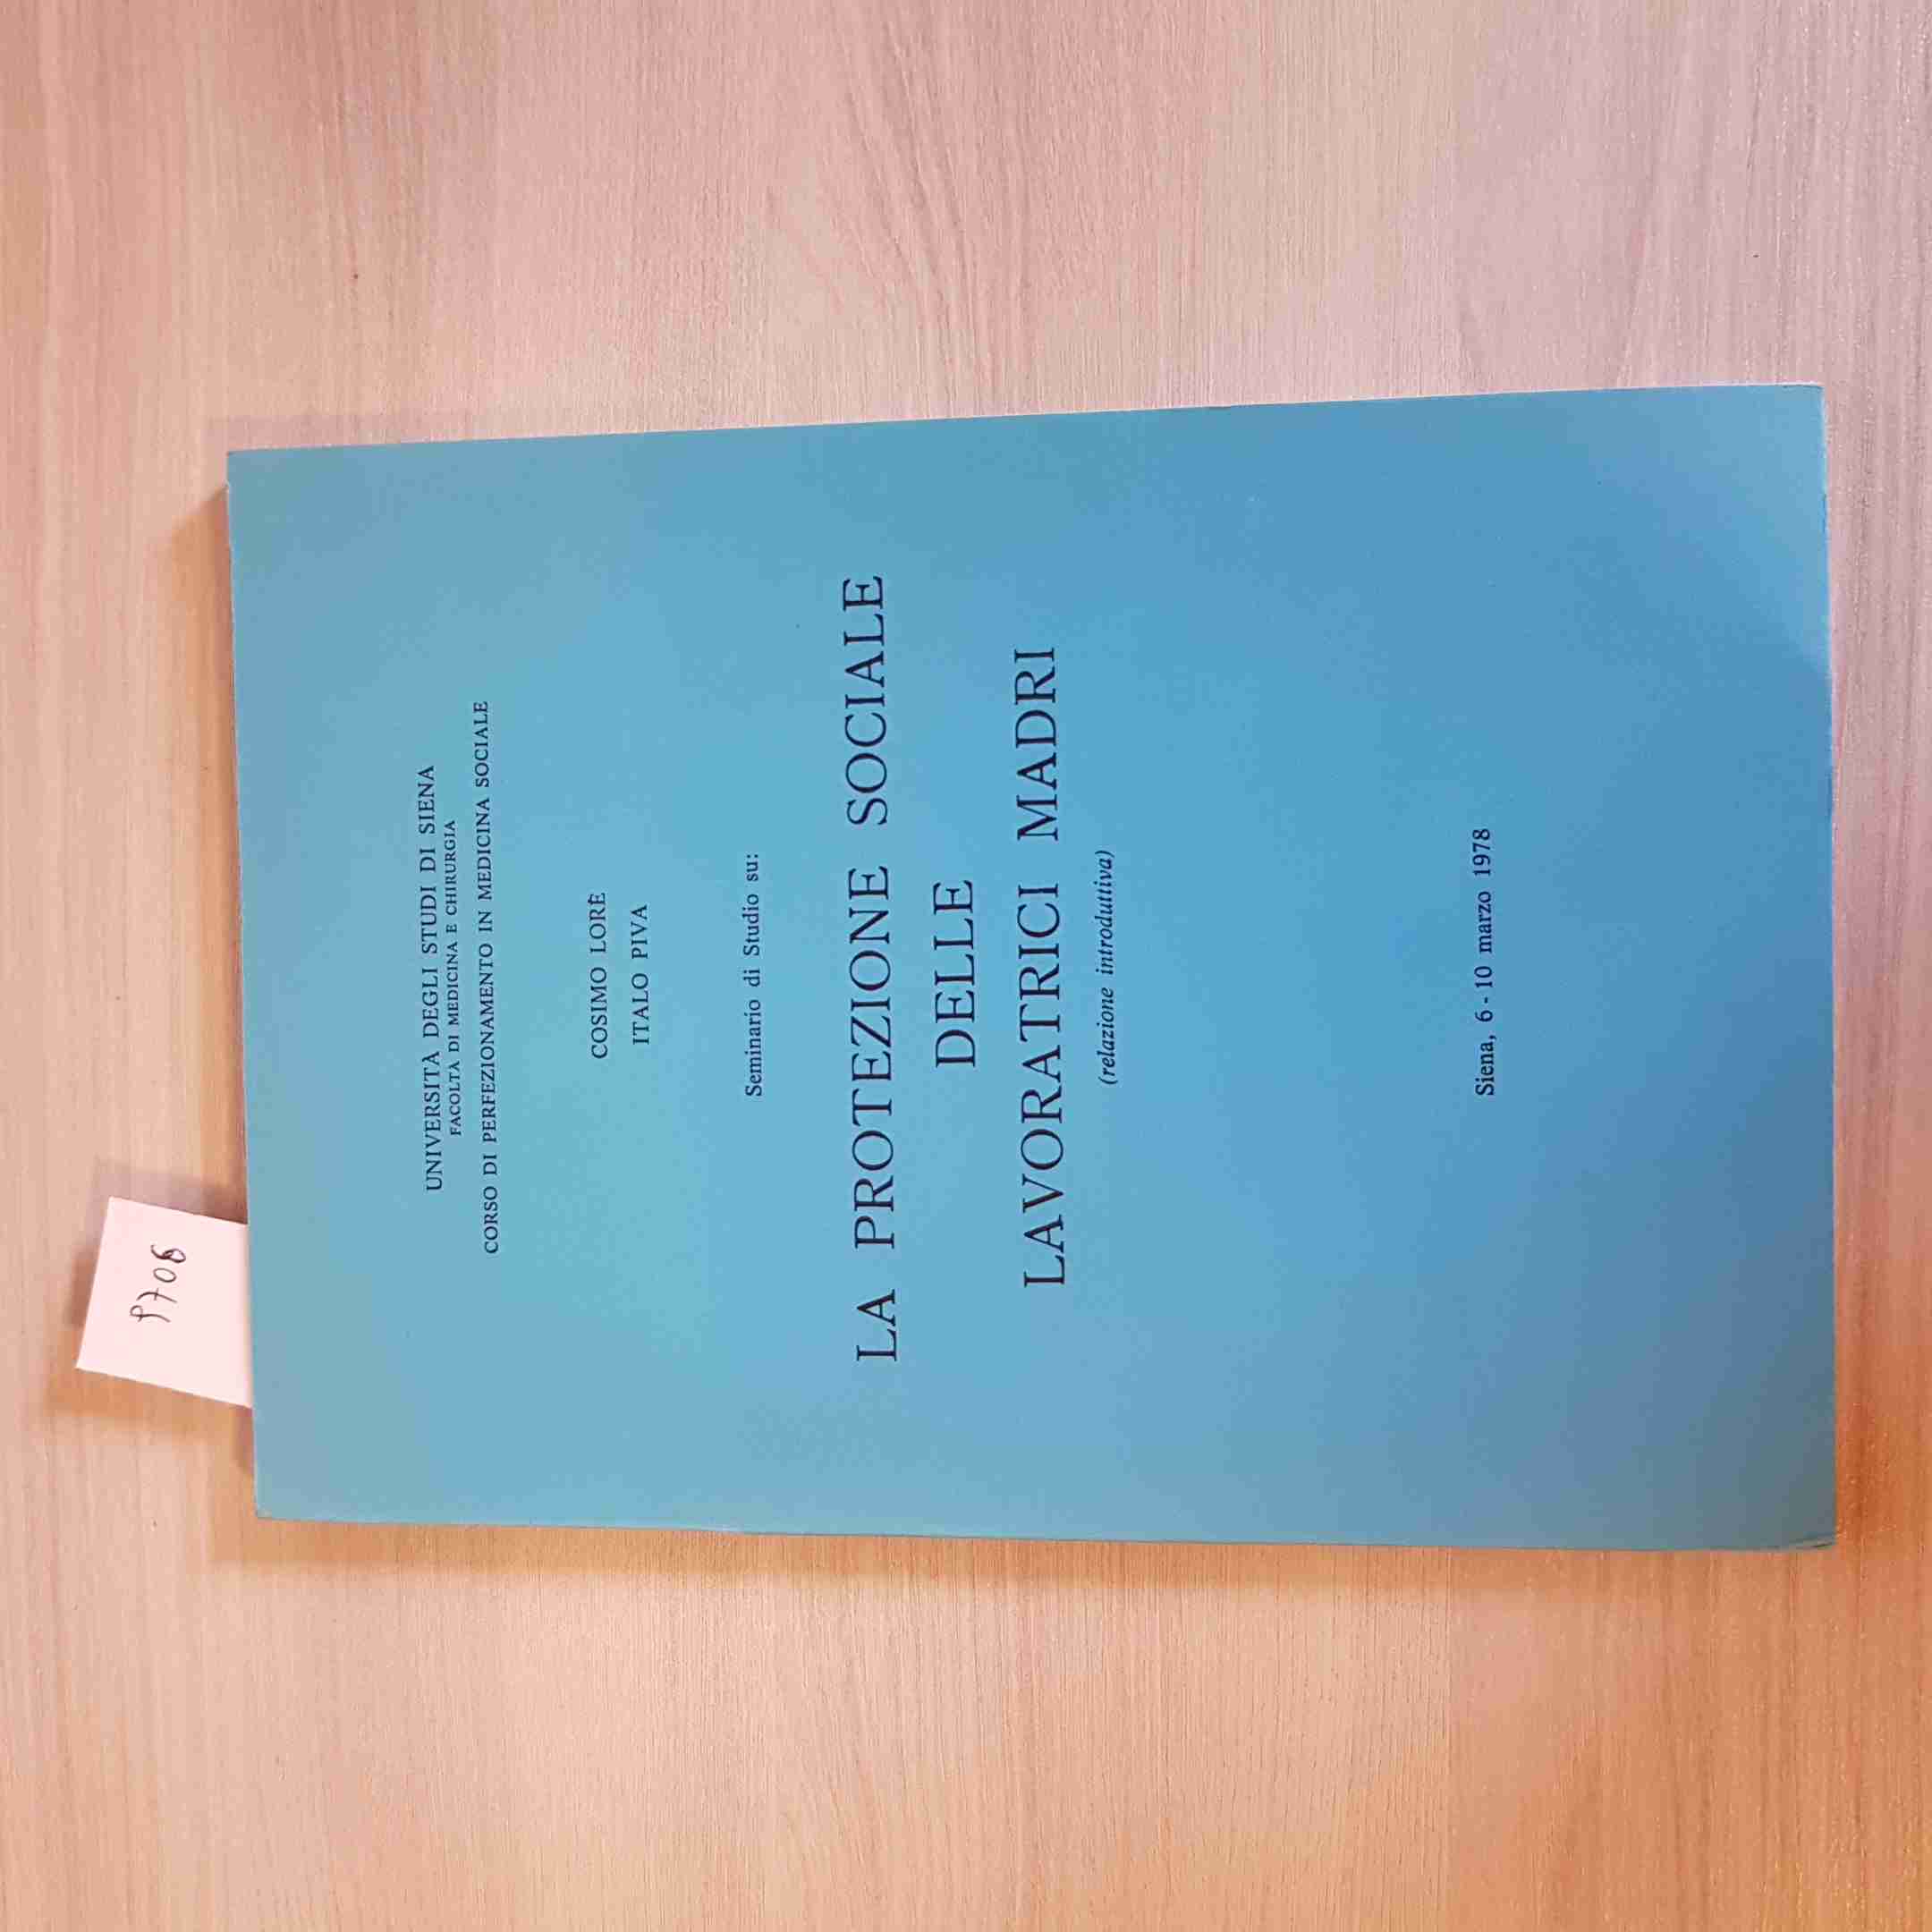 UNIVERSITÀ DEGLI STUDI DI SIENA
FACOLTÀ DI MEDICINA E CHIRURGIA
CORSO DI PERFEZIONAMENTO IN MEDICINA SOCIALE
COSIMO LORÈ
ITALO PIVA
Seminario di Studio su:
LA PROTEZIONE SOCIALE
DELLE
LAVORATRICI MADRI
(relazione introduttiva)
Siena, 6 - 10 marzo 1978